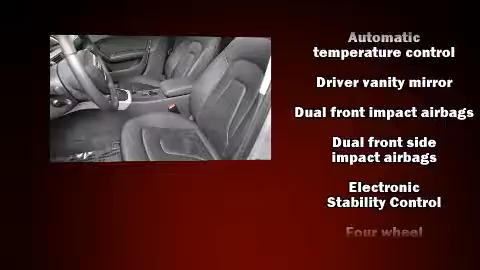 Automatic
temperature control
Driver vanity mirror
Dual front impact airbags
Dual front side
impact airbags
Electronic
Stability Control
Four wheel